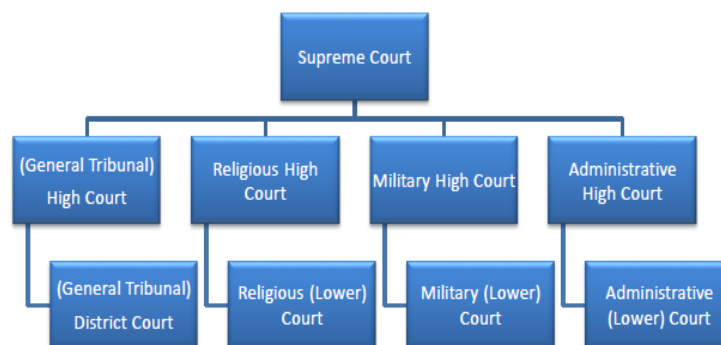 Supreme Court
(General Tribunal)
High Court
Religious High
Court
Military High Court
Administrative
High Court
(General Tribunal)
District Court
Religious (Lower)
Court
Military (Lower)
Court
Administrative
(Lower) Court